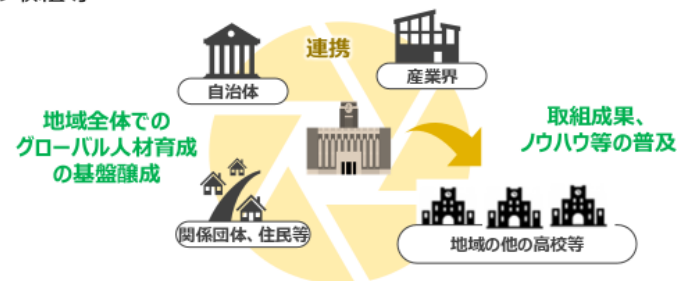 連携
自治体
産業界
地域全体での
グローバル人材育成
の基盤醸成
取組成果、
ノウハウ等の普及
関係団体、住民等
地域の他の高校等